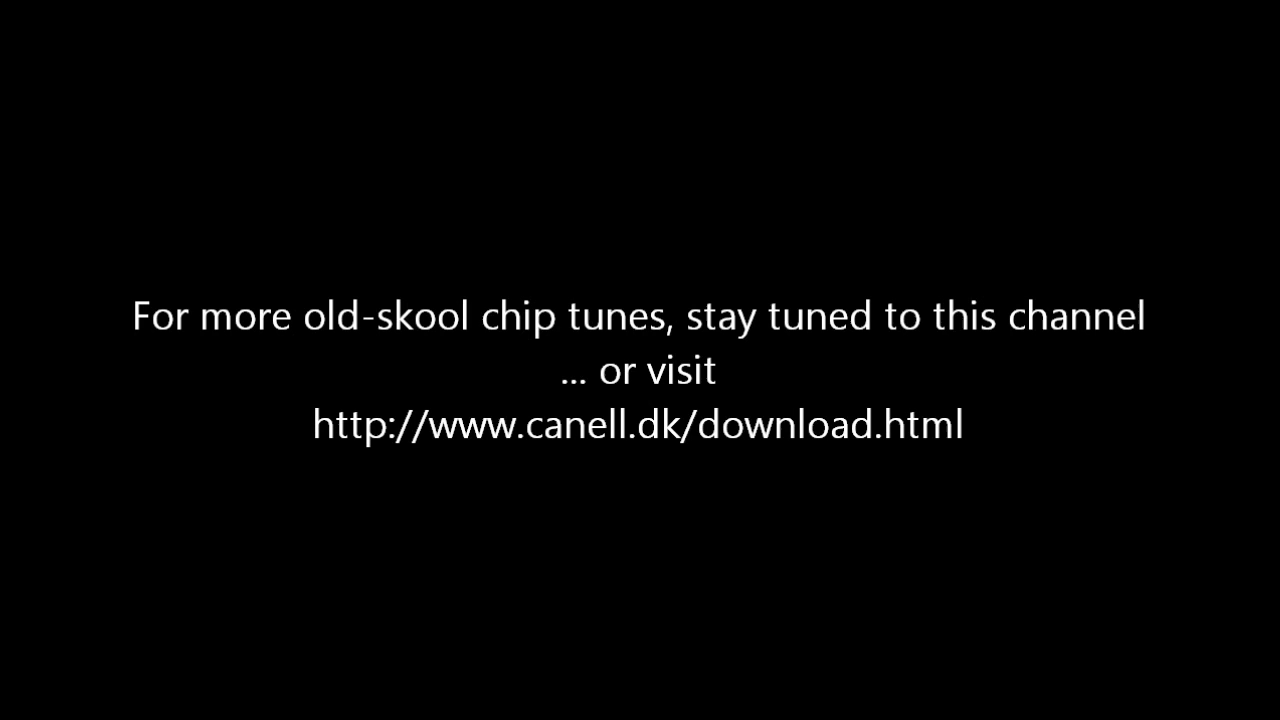 For more old-skool chip tunes, stay tuned to this channel
... or visit
http://www.canell.dk/download.html